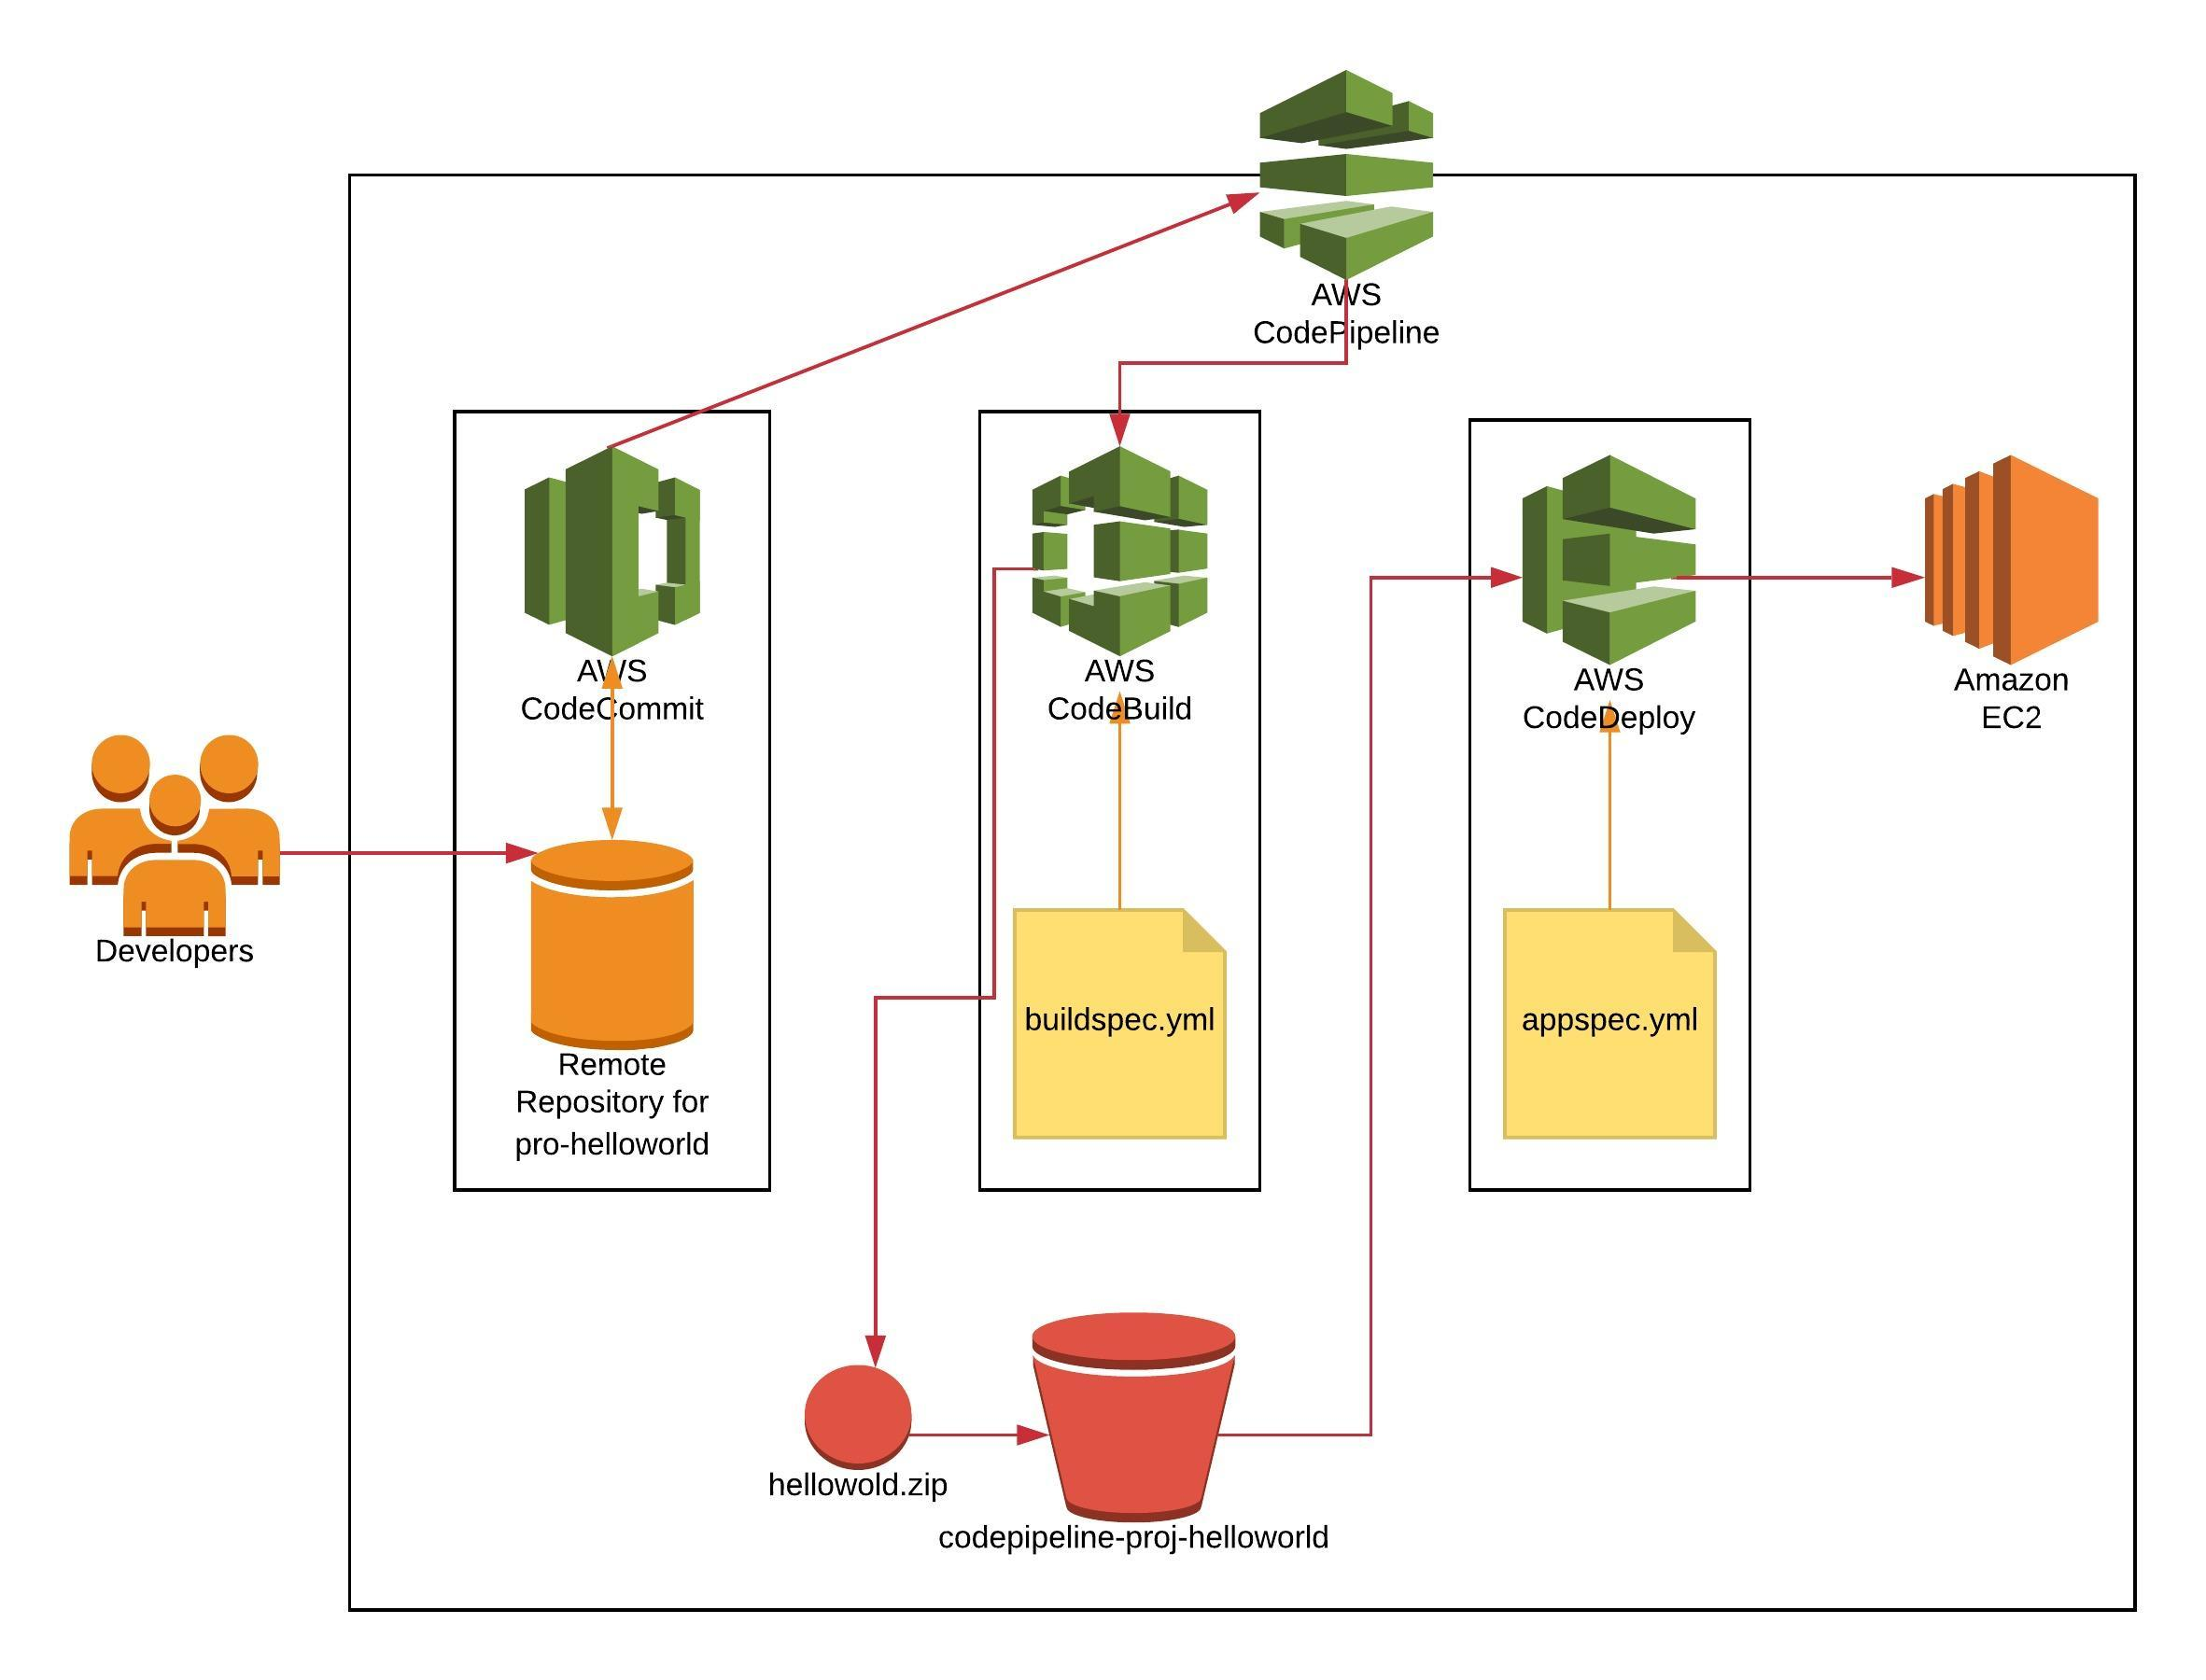 AWS
CodePipeline
AWS
CodeCommit
AWS
CodeBuild
AWS
CodeDeploy
Amazon
EC2
Developers
Remote
Repository for
pro-helloworld
buildspec.yml
appspec.yml
hellowold.zip
codepipeline-proj-helloworld